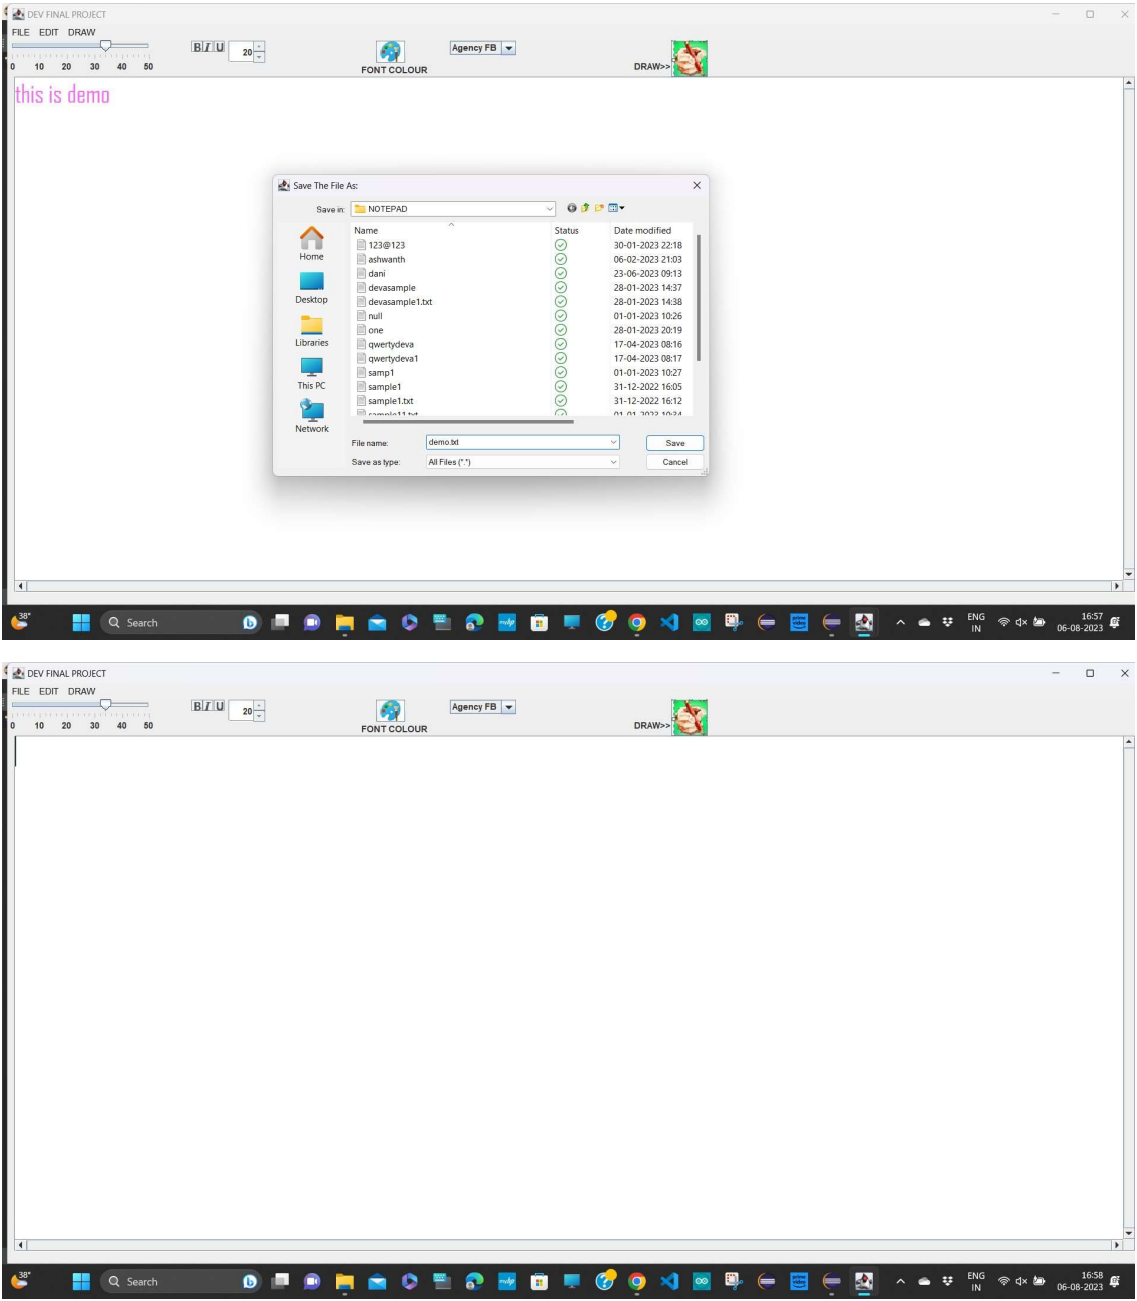 DEV FINAL PROJECT
FILE EDIT DRAW
B I U 20 Agency FB
0 10 20 30 40 50 FONT COLOUR DRAW>>
this is demo
Save The File As:
Save in: NOTEPAD
Name Status Date modified
123@123 30-01-2023 22:18
Home
ashwanth 06-02-2023 21:03
dani 23-06-2023 09:13
devasample 28-01-2023 14:37
Desktop
devasample1.txt 28-01-2023 14:38
null 01-01-2023 10:26
one 28-01-2023 20:19
Libraries
qwertydeva 17-04-2023 08:16
qwertydeva1 17-04-2023 08:17
samp1 01-01-2023 10:27
This PC
sample1 31-12-2022 16:05
sample1.txt 31-12-2022 16:12
sample11.txt 01-01-2023 10:34
Network
File name: demo.txt Save
Save as type: All Files (*.*) Cancel
38° Search ENG 16:57
IN 06-08-2023
DEV FINAL PROJECT
FILE EDIT DRAW
B I U 20 Agency FB
0 10 20 30 40 50 FONT COLOUR DRAW>>
38° Search ENG 16:58
IN 06-08-2023